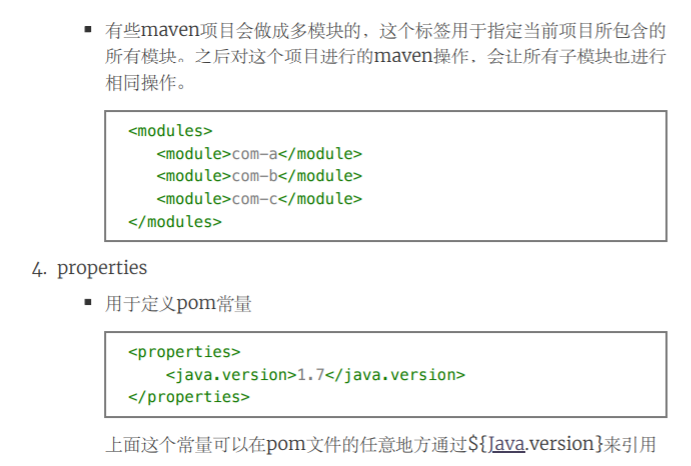 ▪ 有些maven项目会做成多模块的，这个标签用于指定当前项目所包含的
所有模块。之后对这个项目进行的maven操作，会让所有子模块也进行
相同操作。
<modules>
   <module>com-a</module>
   <module>com-b</module>
   <module>com-c</module>
</modules>
4. properties
▪ 用于定义pom常量
<properties>
    <java.version>1.7</java.version>
</properties>
上面这个常量可以在pom文件的任意地方通过${Java.version}来引用